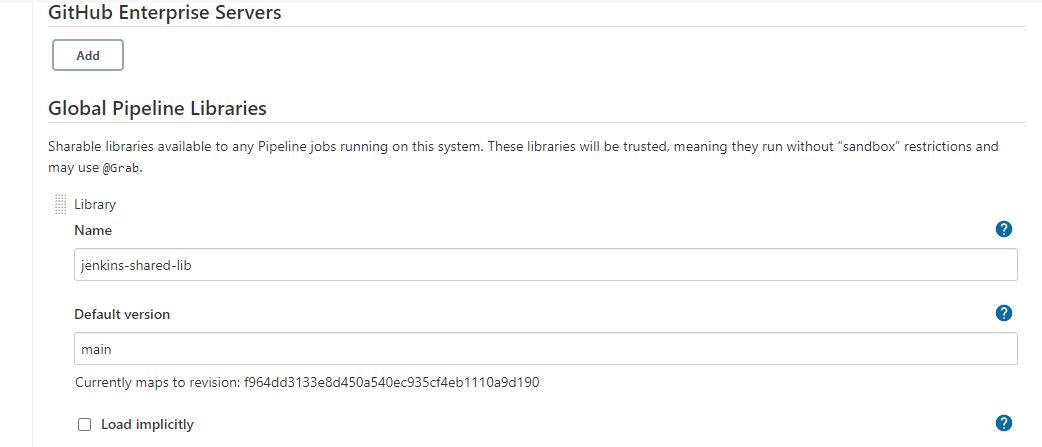 GitHub Enterprise Servers
Add
Global Pipeline Libraries
Sharable libraries available to any Pipeline jobs running on this system. These libraries will be trusted, meaning they run without “sandbox” restrictions and
may use @Grab.
Library
Name
?
jenkins-shared-lib
Default version
?
main
Currently maps to revision: f964dd3133e8d450a540ec935cf4eb1110a9d190
Load implicitly
?